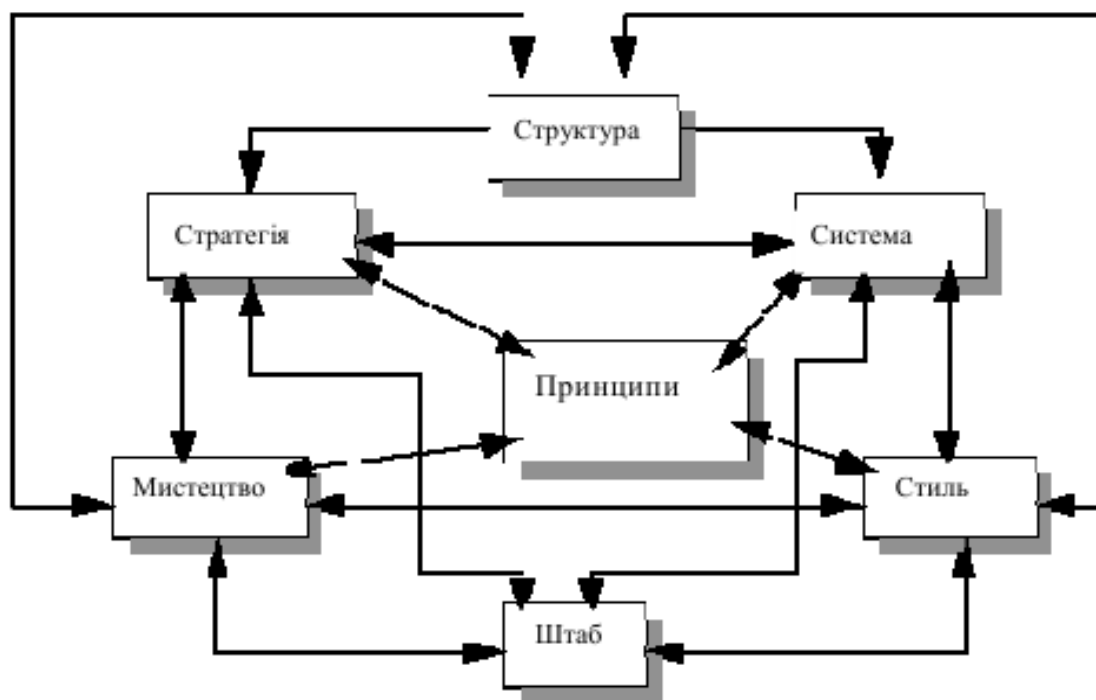 Структура
Стратегія
Система
Принципи
Мистецтво
Стиль
Штаб